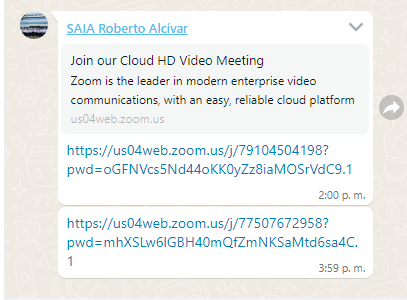 SAIA Roberto Alcívar
Join our Cloud HD Video Meeting
Zoom is the leader in modern enterprise video
communications, with an easy, reliable cloud platform
us04web.zoom.us
https://us04web.zoom.us/j/79104504198?
pwd=oGFNVcs5Nd44oKK0yZz8iaMOSrVdC9.1
2:00 p. m.
https://us04web.zoom.us/j/77507672958?
pwd=mhXSLw6IGBH40mQfZmNKSaMtd6sa4C.
1
3:59 p. m.